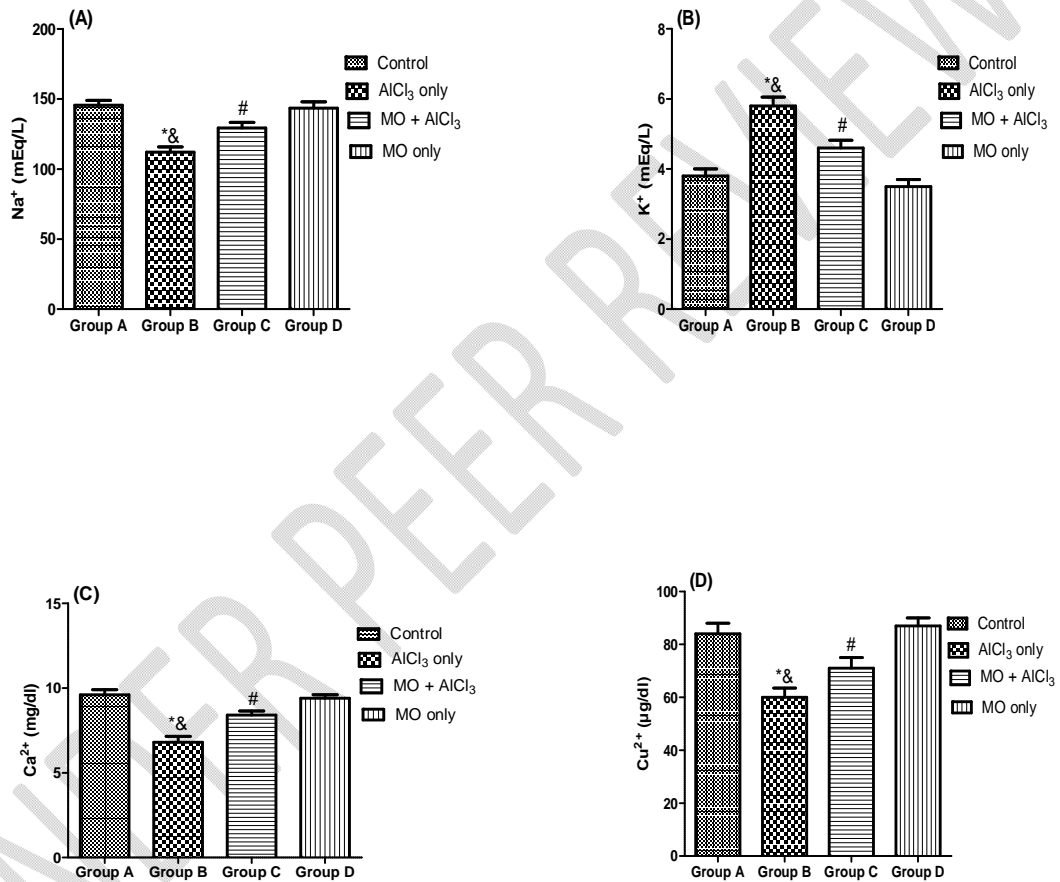 (A)
Na⁺ (mEq/L)
200
150
100
50
0
*&
#
Group A Group B Group C Group D
Control
AlCl₃ only
MO + AlCl₃
MO only
(B)
K⁺ (mEq/L)
8
6
4
2
0
*&
#
Group A Group B Group C Group D
Control
AlCl₃ only
MO + AlCl₃
MO only
(C)
Ca²⁺ (mg/dl)
15
10
5
0
*&
#
Group A Group B Group C Group D
Control
AlCl₃ only
MO + AlCl₃
MO only
(D)
Cu²⁺ (µg/dl)
100
80
60
40
20
0
*&
#
Group A Group B Group C Group D
Control
AlCl₃ only
MO + AlCl₃
MO only
NDER PEER REVIEW